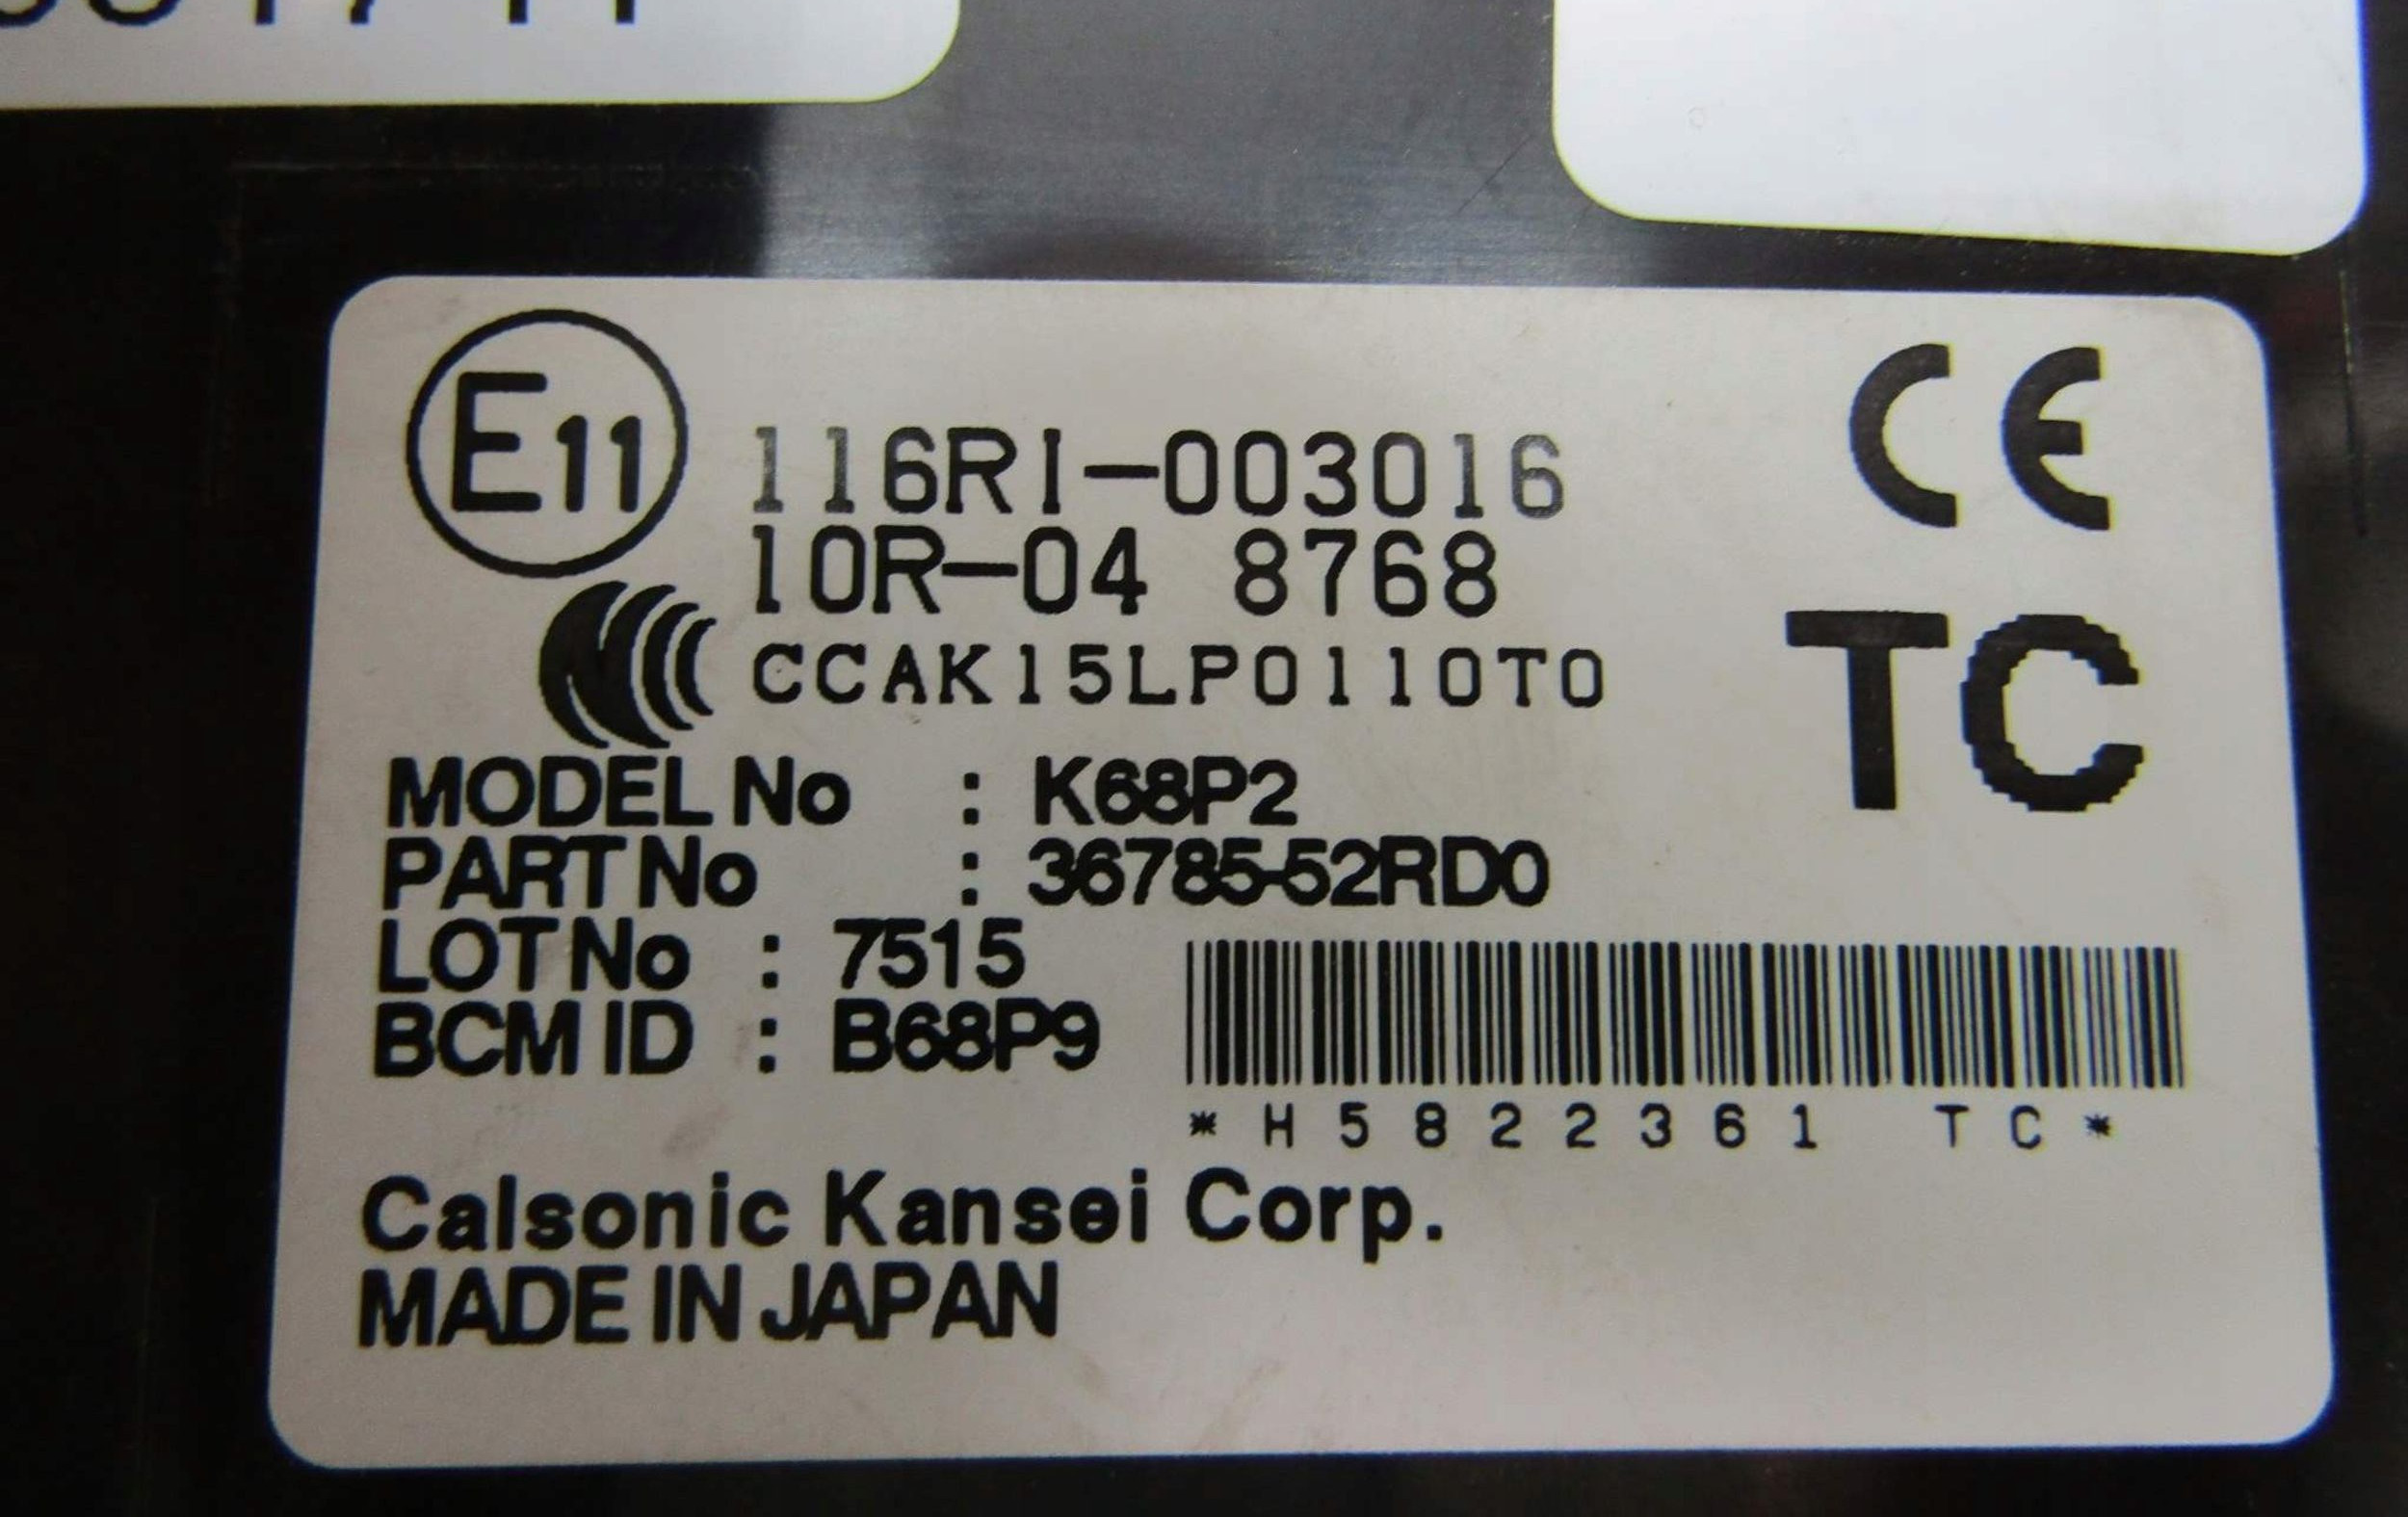 E11
116RI-003016
10R-04 8768
CCAK15LP0110T0
CE
TC
MODEL No : K68P2
PART No : 36785-52RD0
LOT No : 7515
BCM ID : B68P9
*H5822361 TC*
Calsonic Kansei Corp.
MADE IN JAPAN